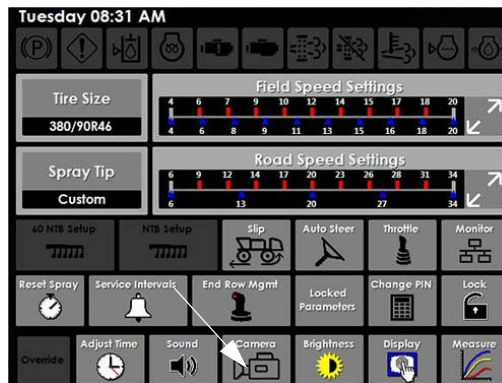 Tuesday 08:31 AM
Tire Size
380/90R46
Field Speed Settings
4 6 7 9 10 12 14 15 17 18 20
4 6 8 9 11 13 15 16 18 20
Spray Tip
Custom
Road Speed Settings
6 9 12 14 17 20 23 26 28 31 34
6 13 20 27 34
60 NTB Setup
NTB Setup
Slip
Auto Steer
Throttle
Monitor
Reset Spray
Service Intervals
End Row Mgmt
Locked
Parameters
Change PIN
Lock
Override
Adjust Time
Sound
Camera
Brightness
Display
Measure